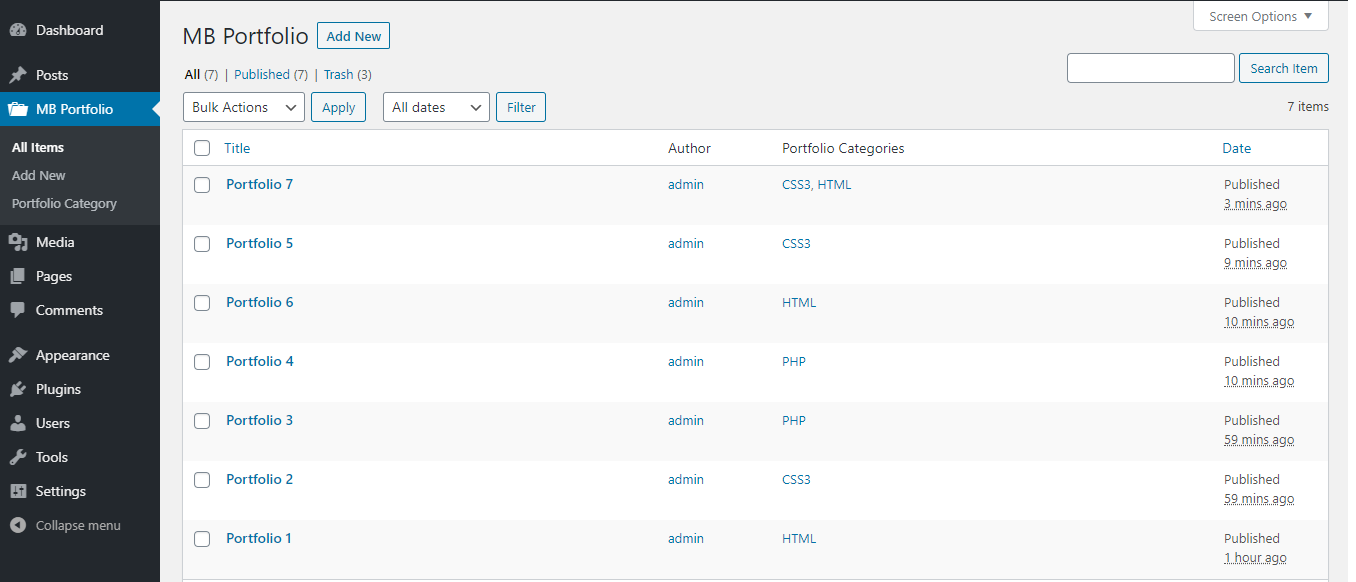 Dashboard
Posts
MB Portfolio
All Items
Add New
Portfolio Category
Media
Pages
Comments
Appearance
Plugins
Users
Tools
Settings
Collapse menu
Screen Options
MB Portfolio Add New
All (7) | Published (7) | Trash (3)
Search Item
Bulk Actions Apply All dates Filter 7 items
Title Author Portfolio Categories Date
Portfolio 7 admin CSS3, HTML Published
3 mins ago
Portfolio 5 admin CSS3 Published
9 mins ago
Portfolio 6 admin HTML Published
10 mins ago
Portfolio 4 admin PHP Published
10 mins ago
Portfolio 3 admin PHP Published
59 mins ago
Portfolio 2 admin CSS3 Published
59 mins ago
Portfolio 1 admin HTML Published
1 hour ago